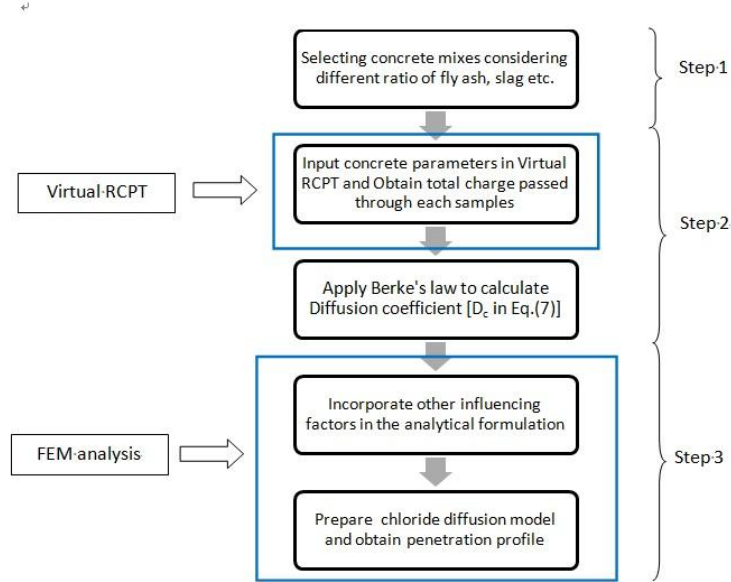 Selecting concrete mixes considering
different ratio of fly ash, slag etc.
Step·1
Virtual·RCPT
Input concrete parameters in Virtual
RCPT and Obtain total charge passed
through each samples
Step·2
Apply Berke's law to calculate
Diffusion coefficient [Dc in Eq.(7)]
FEM·analysis
Incorporate other influencing
factors in the analytical formulation
Step·3
Prepare chloride diffusion model
and obtain penetration profile